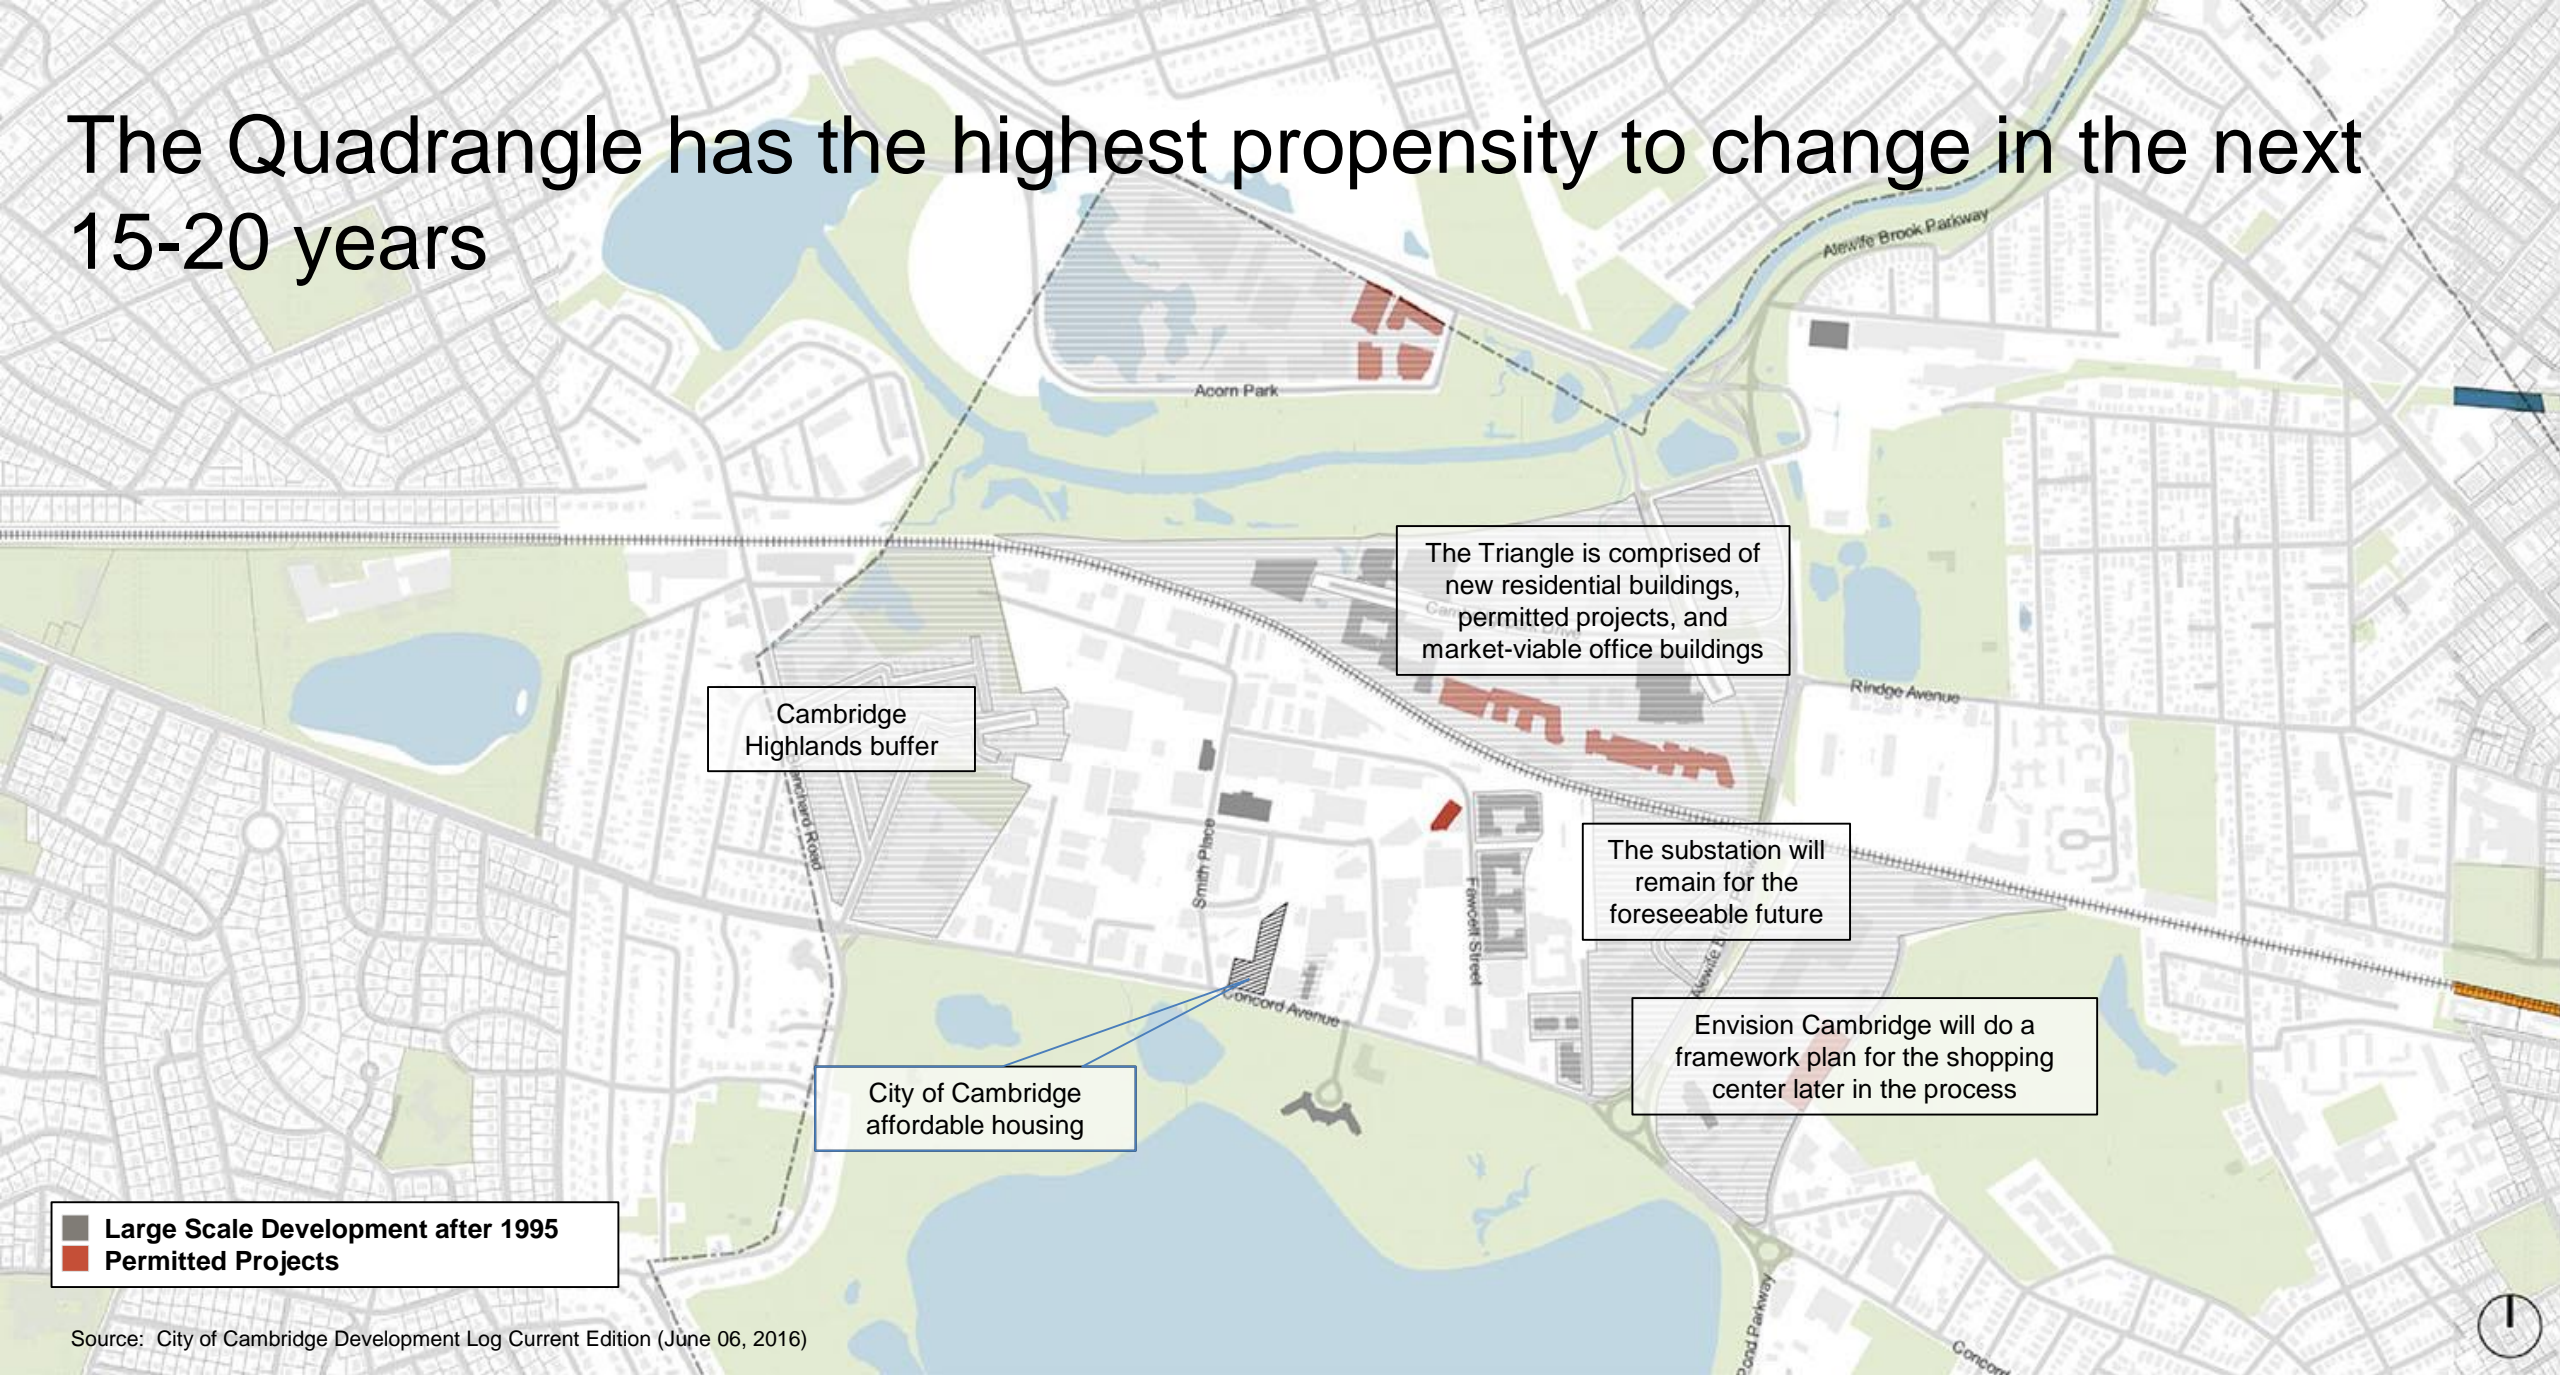 The Quadrangle has the highest propensity to change in the next
15-20 years
Alewife Brook Parkway
Acorn Park
The Triangle is comprised of
new residential buildings,
permitted projects, and
market-viable office buildings
Rindge Avenue
Cambridge
Highlands buffer
Smith Place
Fawcett Street
The substation will
remain for the
foreseeable future
Concord Avenue
Envision Cambridge will do a
framework plan for the shopping
center later in the process
City of Cambridge
affordable housing
Large Scale Development after 1995
Permitted Projects
Source: City of Cambridge Development Log Current Edition (June 06, 2016)
Pond Parkway
Concord